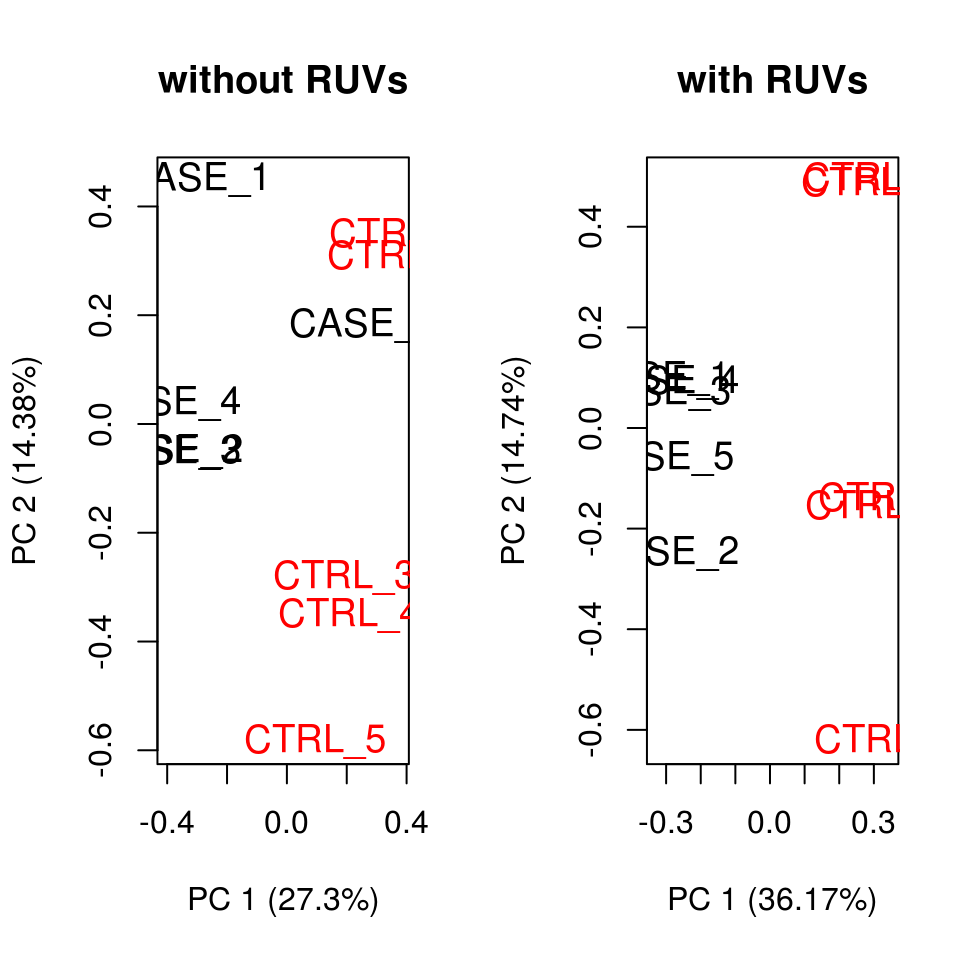 without RUVs
ASE_1
CTR
CTR
CASE_
SE_4
SE_3
CTRL_3
CTRL_4
CTRL_5
0.4
0.2
0.0
-0.2
-0.4
-0.6
-0.4
0.0
0.4
PC 2 (14.38%)
PC 1 (27.3%)
with RUVs
CTRL
CTRL
SE_1
SE_4
SE_3
SE_5
CTR
CTRL
SE_2
CTRL
0.4
0.2
0.0
-0.2
-0.4
-0.6
-0.3
0.0
0.3
PC 2 (14.74%)
PC 1 (36.17%)